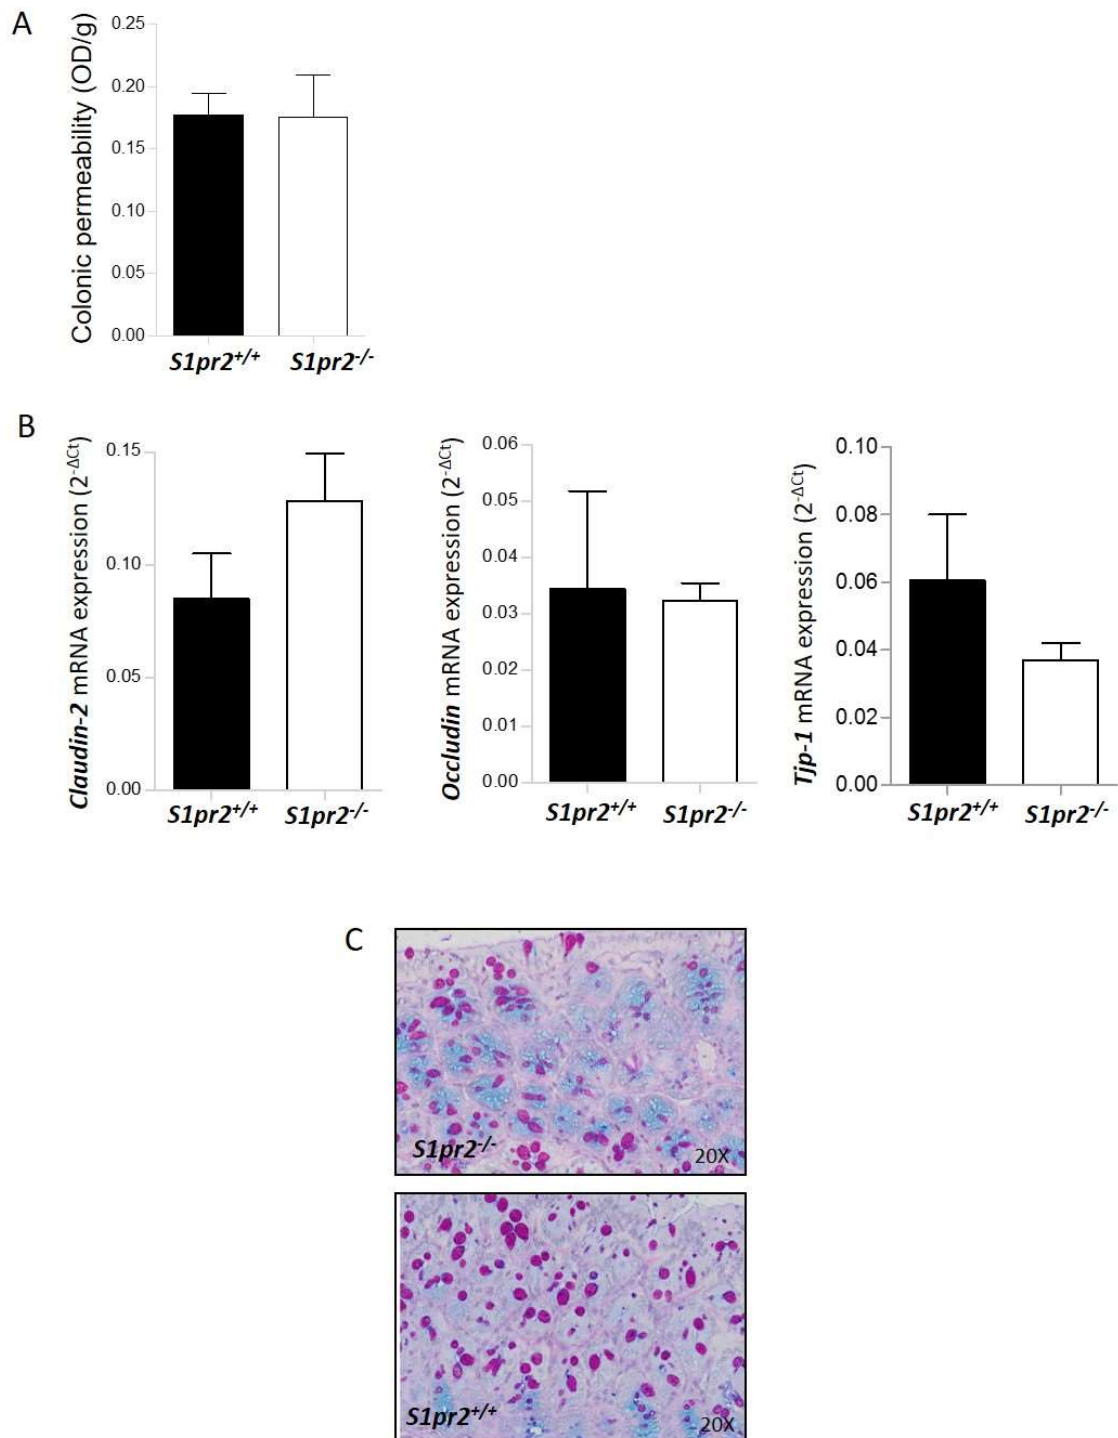 A
Colonic permeability (OD/g)
0.25
0.20
0.15
0.10
0.05
0.00
S1pr2+/+ S1pr2-/-
B
Claudin-2 mRNA expression (2-ΔCt)
0.15
0.10
0.05
0.00
S1pr2+/+ S1pr2-/-
Occludin mRNA expression (2-ΔCt)
0.06
0.05
0.04
0.03
0.02
0.01
0.00
S1pr2+/+ S1pr2-/-
Tjp-1 mRNA expression (2-ΔCt)
0.10
0.08
0.06
0.04
0.02
0.00
S1pr2+/+ S1pr2-/-
C
S1pr2-/- 20X
S1pr2+/+ 20X